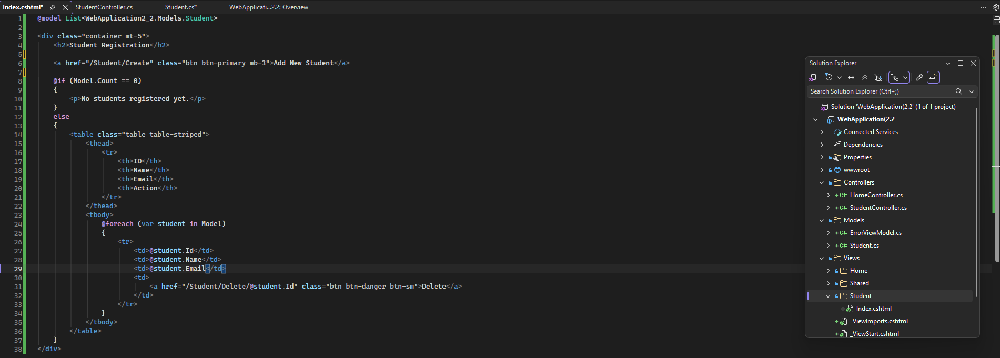 Index.cshtml*
StudentController.cs
Student.cs*
WebApplicati...2.2: Overview
1 @model List<WebApplication2_2.Models.Student>
2
3 <div class="container mt-5">
4 <h2>Student Registration</h2>
5
6 <a href="/Student/Create" class="btn btn-primary mb-3">Add New Student</a>
7
8 @if (Model.Count == 0)
9 {
10 <p>No students registered yet.</p>
11 }
12 else
13 {
14 <table class="table table-striped">
15 <thead>
16 <tr>
17 <th>ID</th>
18 <th>Name</th>
19 <th>Email</th>
20 <th>Action</th>
21 </tr>
22 </thead>
23 <tbody>
24 @foreach (var student in Model)
25 {
26 <tr>
27 <td>@student.Id</td>
28 <td>@student.Name</td>
29 <td>@student.Email</td>
30 <td>
31 <a href="/Student/Delete/@student.Id" class="btn btn-danger btn-sm">Delete</a>
32 </td>
33 </tr>
34 }
35 </tbody>
36 </table>
37 }
38 </div>
Solution Explorer
Search Solution Explorer (Ctrl+;)
Solution 'WebApplication(2.2' (1 of 1 project)
WebApplication(2.2
Connected Services
Dependencies
Properties
wwwroot
Controllers
+ C# HomeController.cs
+ C# StudentController.cs
Models
+ C# ErrorViewModel.cs
+ C# Student.cs
Views
Home
Shared
Student
+ Index.cshtml
+ _ViewImports.cshtml
+ _ViewStart.cshtml